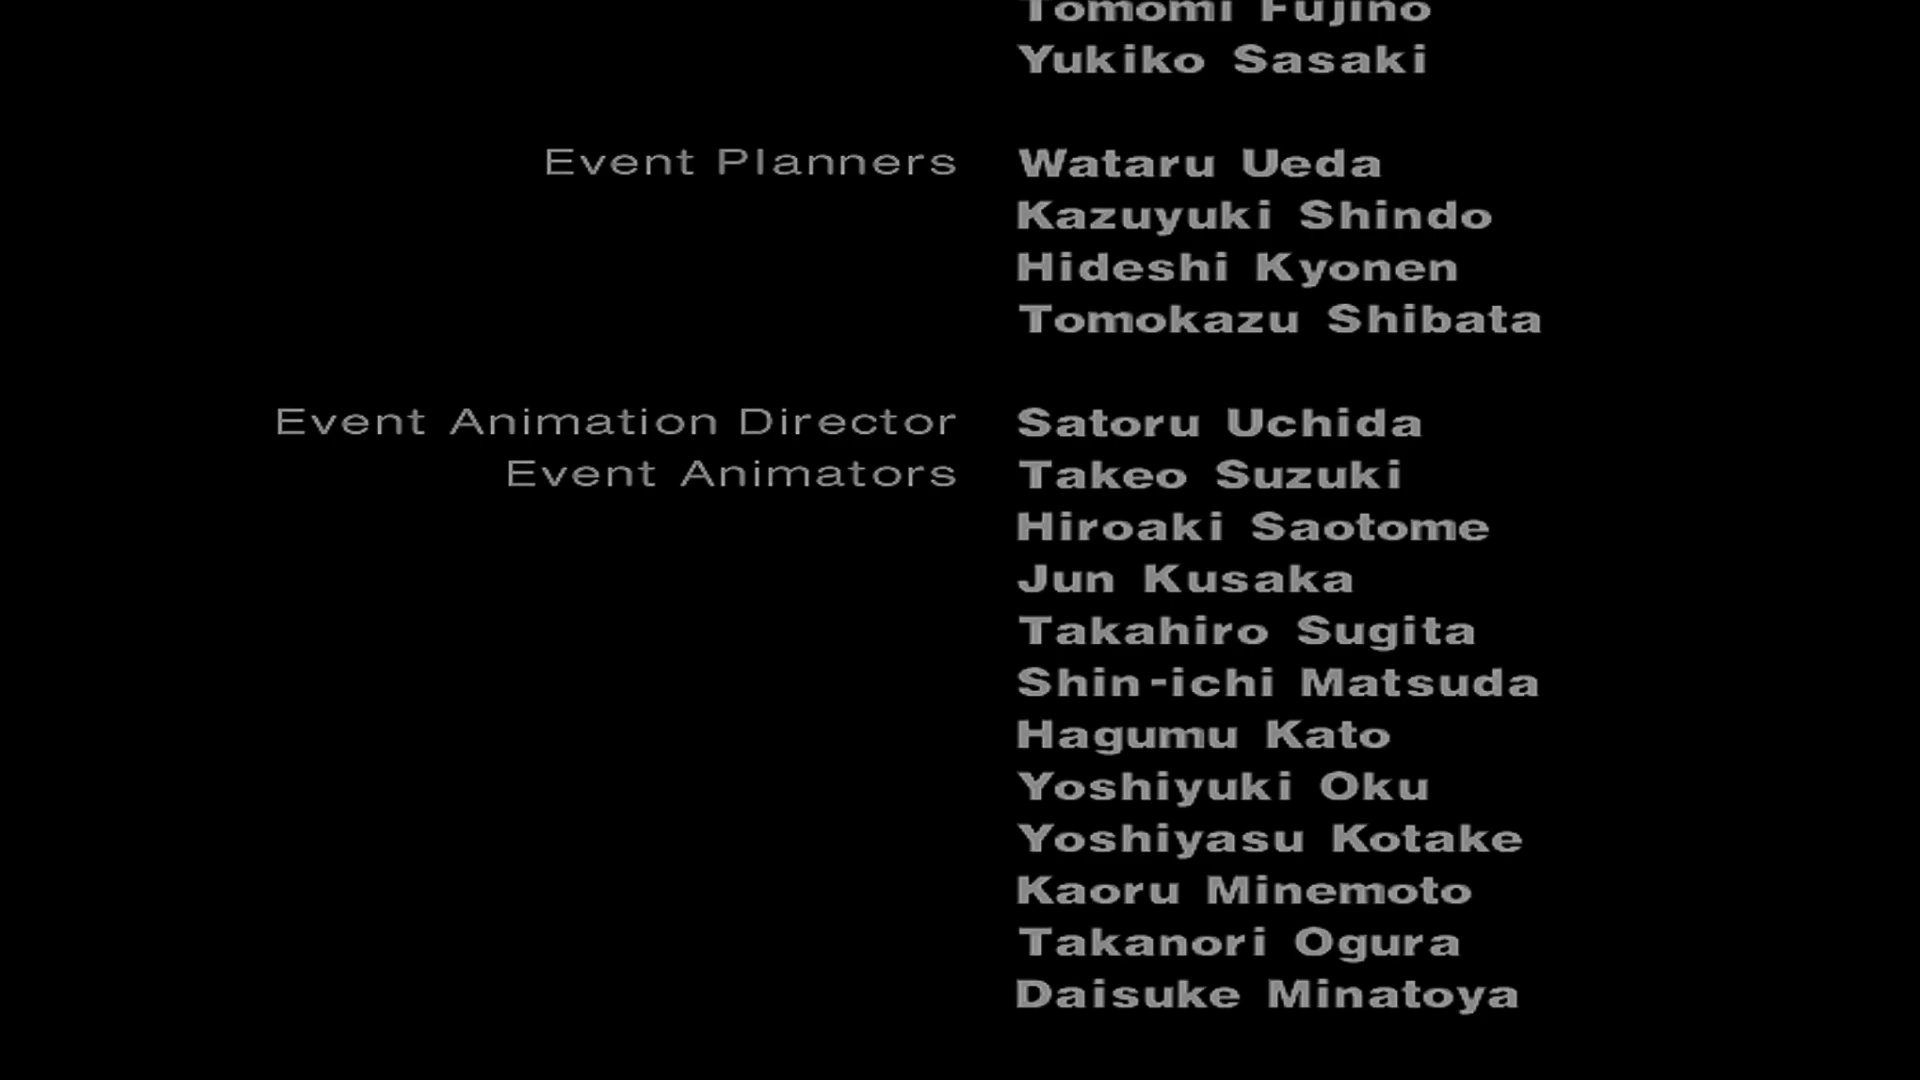 Tomomi Fujino
Yukiko Sasaki
Event Planners Wataru Ueda
Kazuyuki Shindo
Hideshi Kyonen
Tomokazu Shibata
Event Animation Director Satoru Uchida
Event Animators Takeo Suzuki
Hiroaki Saotome
Jun Kusaka
Takahiro Sugita
Shin-ichi Matsuda
Hagumu Kato
Yoshiyuki Oku
Yoshiyasu Kotake
Kaoru Minemoto
Takanori Ogura
Daisuke Minatoya